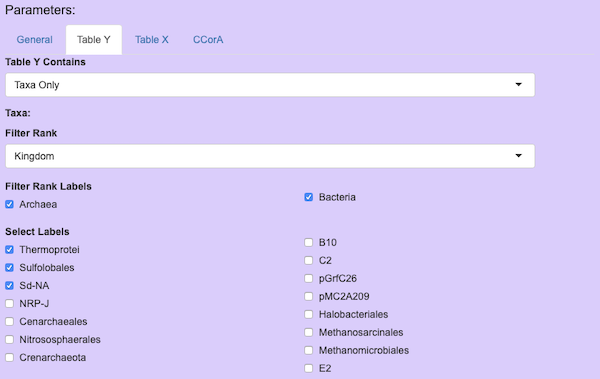 Parameters:
General Table Y Table X CCorA
Table Y Contains
Taxa Only
Taxa:
Filter Rank
Kingdom
Filter Rank Labels
Archaea
Bacteria
Select Labels
Thermoprotei
Sulfolobales
Sd-NA
NRP-J
Cenarchaeales
Nitrososphaerales
Crenarchaeota
B10
C2
pGrfC26
pMC2A209
Halobacteriales
Methanosarcinales
Methanomicrobiales
E2